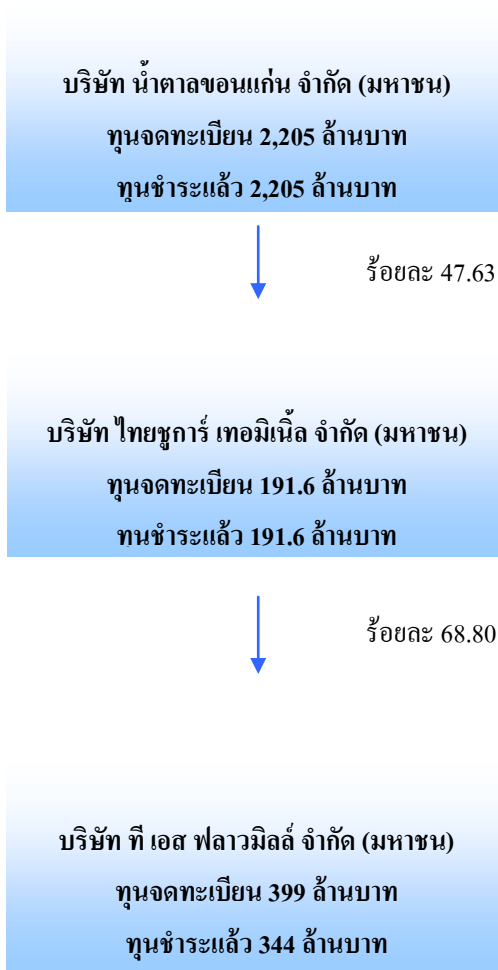 บริษัท น้ำตาลขอนแก่น จำกัด (มหาชน)
ทุนจดทะเบียน 2,205 ล้านบาท
ทุนชำระแล้ว 2,205 ล้านบาท
ร้อยละ 47.63
บริษัท ไทยชูการ์ เทอมิเนิ้ล จำกัด (มหาชน)
ทุนจดทะเบียน 191.6 ล้านบาท
ทุนชำระแล้ว 191.6 ล้านบาท
ร้อยละ 68.80
บริษัท ที เอส ฟลาวมิลล์ จำกัด (มหาชน)
ทุนจดทะเบียน 399 ล้านบาท
ทุนชำระแล้ว 344 ล้านบาท